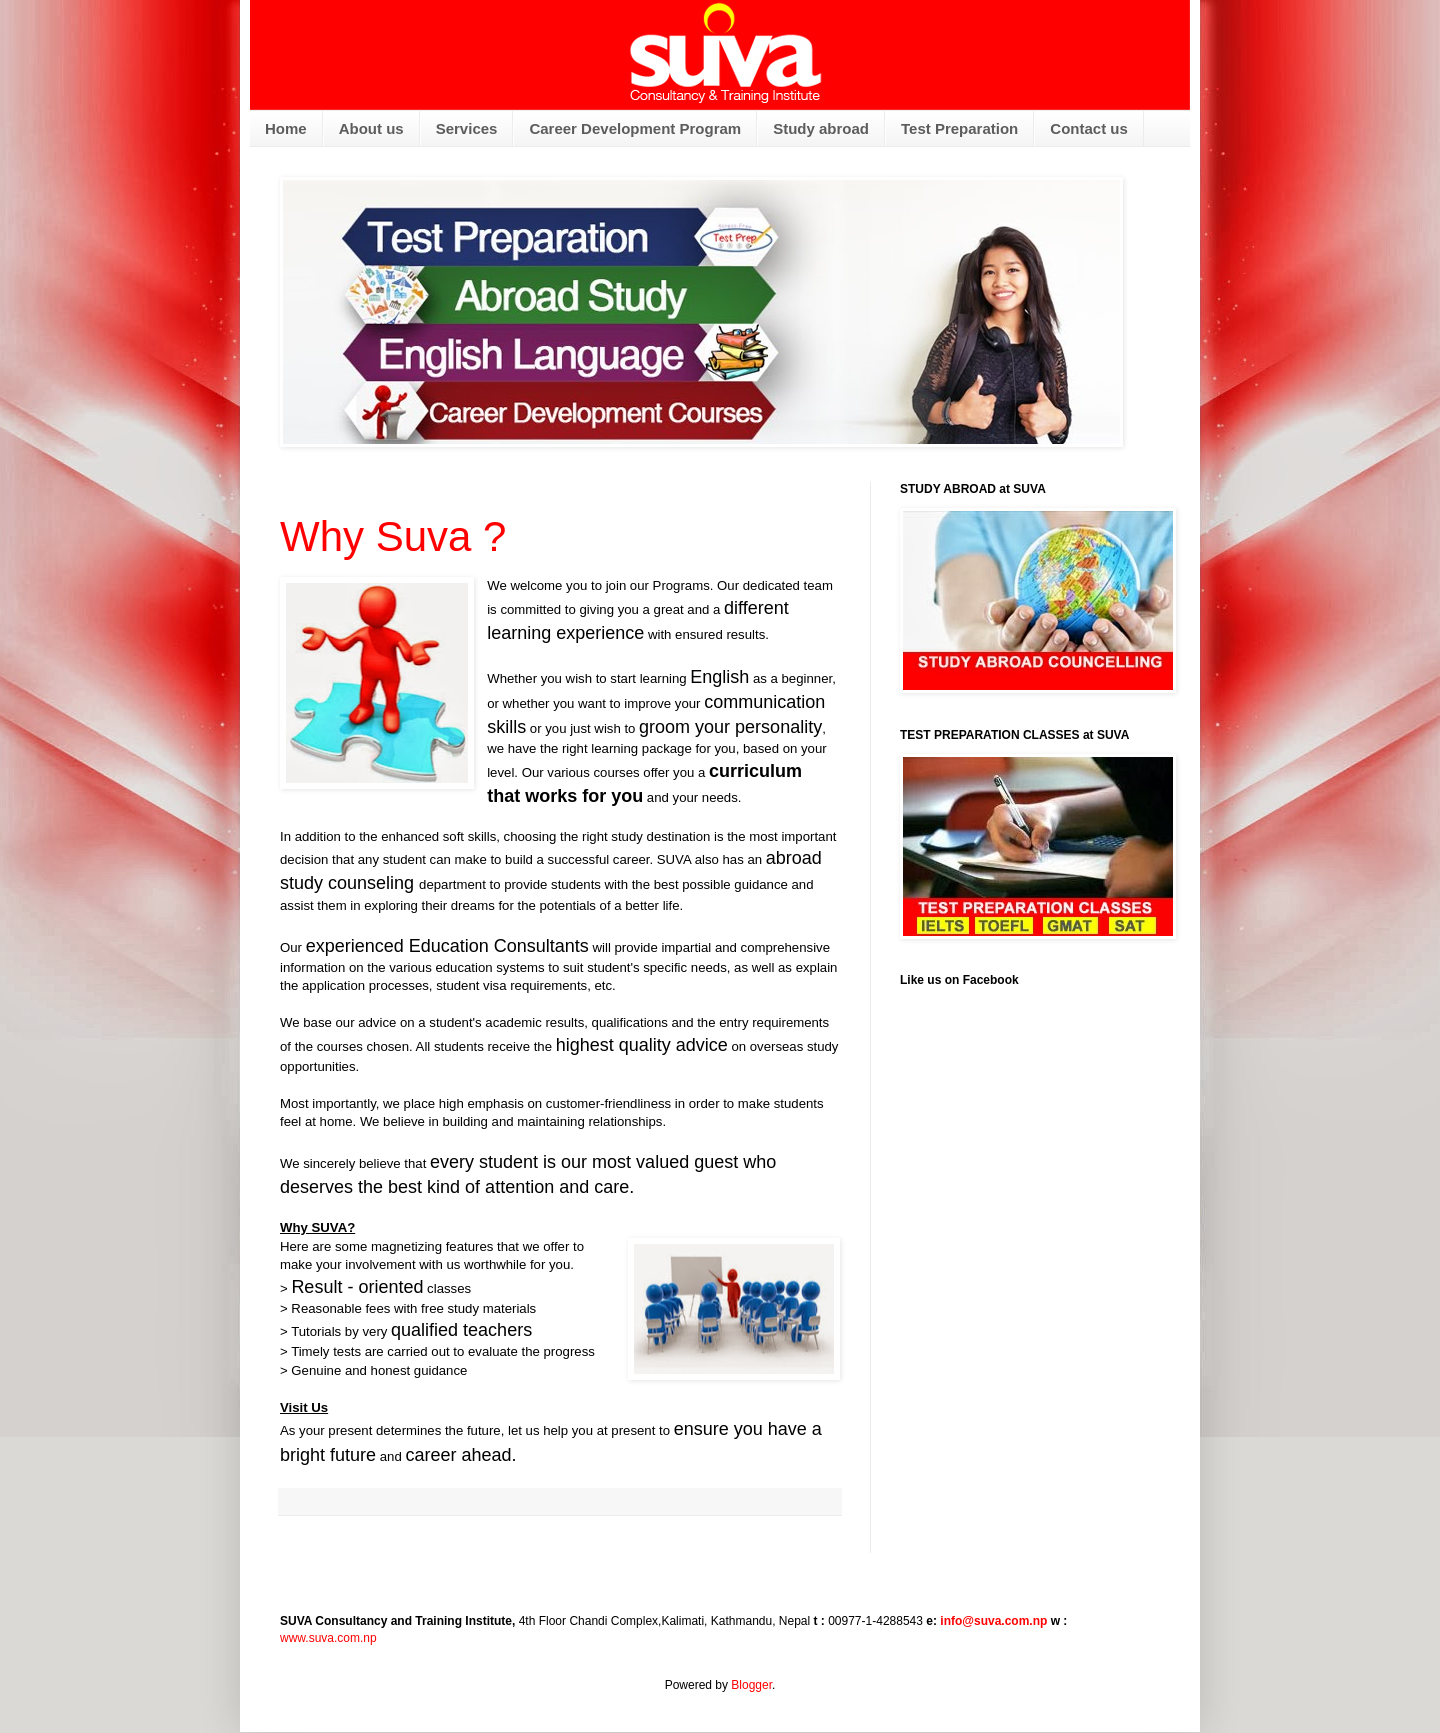 suva
Consultancy & Training Institute
Home About us Services Career Development Program Study abroad Test Preparation Contact us
Test Preparation
Test Prep
Abroad Study
English Language
Career Development Courses
Why Suva ?
We welcome you to join our Programs. Our dedicated team
is committed to giving you a great and a different
learning experience with ensured results.
Whether you wish to start learning English as a beginner,
or whether you want to improve your communication
skills or you just wish to groom your personality,
we have the right learning package for you, based on your
level. Our various courses offer you a curriculum
that works for you and your needs.
In addition to the enhanced soft skills, choosing the right study destination is the most important
decision that any student can make to build a successful career. SUVA also has an abroad
study counseling department to provide students with the best possible guidance and
assist them in exploring their dreams for the potentials of a better life.
Our experienced Education Consultants will provide impartial and comprehensive
information on the various education systems to suit student's specific needs, as well as explain
the application processes, student visa requirements, etc.
We base our advice on a student's academic results, qualifications and the entry requirements
of the courses chosen. All students receive the highest quality advice on overseas study
opportunities.
Most importantly, we place high emphasis on customer-friendliness in order to make students
feel at home. We believe in building and maintaining relationships.
We sincerely believe that every student is our most valued guest who
deserves the best kind of attention and care.
Why SUVA?
Here are some magnetizing features that we offer to
make your involvement with us worthwhile for you.
> Result - oriented classes
> Reasonable fees with free study materials
> Tutorials by very qualified teachers
> Timely tests are carried out to evaluate the progress
> Genuine and honest guidance
Visit Us
As your present determines the future, let us help you at present to ensure you have a
bright future and career ahead.
STUDY ABROAD at SUVA
STUDY ABROAD COUNCELLING
TEST PREPARATION CLASSES at SUVA
TEST PREPARATION CLASSES
IELTS TOEFL GMAT SAT
Like us on Facebook
SUVA Consultancy and Training Institute, 4th Floor Chandi Complex,Kalimati, Kathmandu, Nepal t : 00977-1-4288543 e: info@suva.com.np w :
www.suva.com.np
Powered by Blogger.